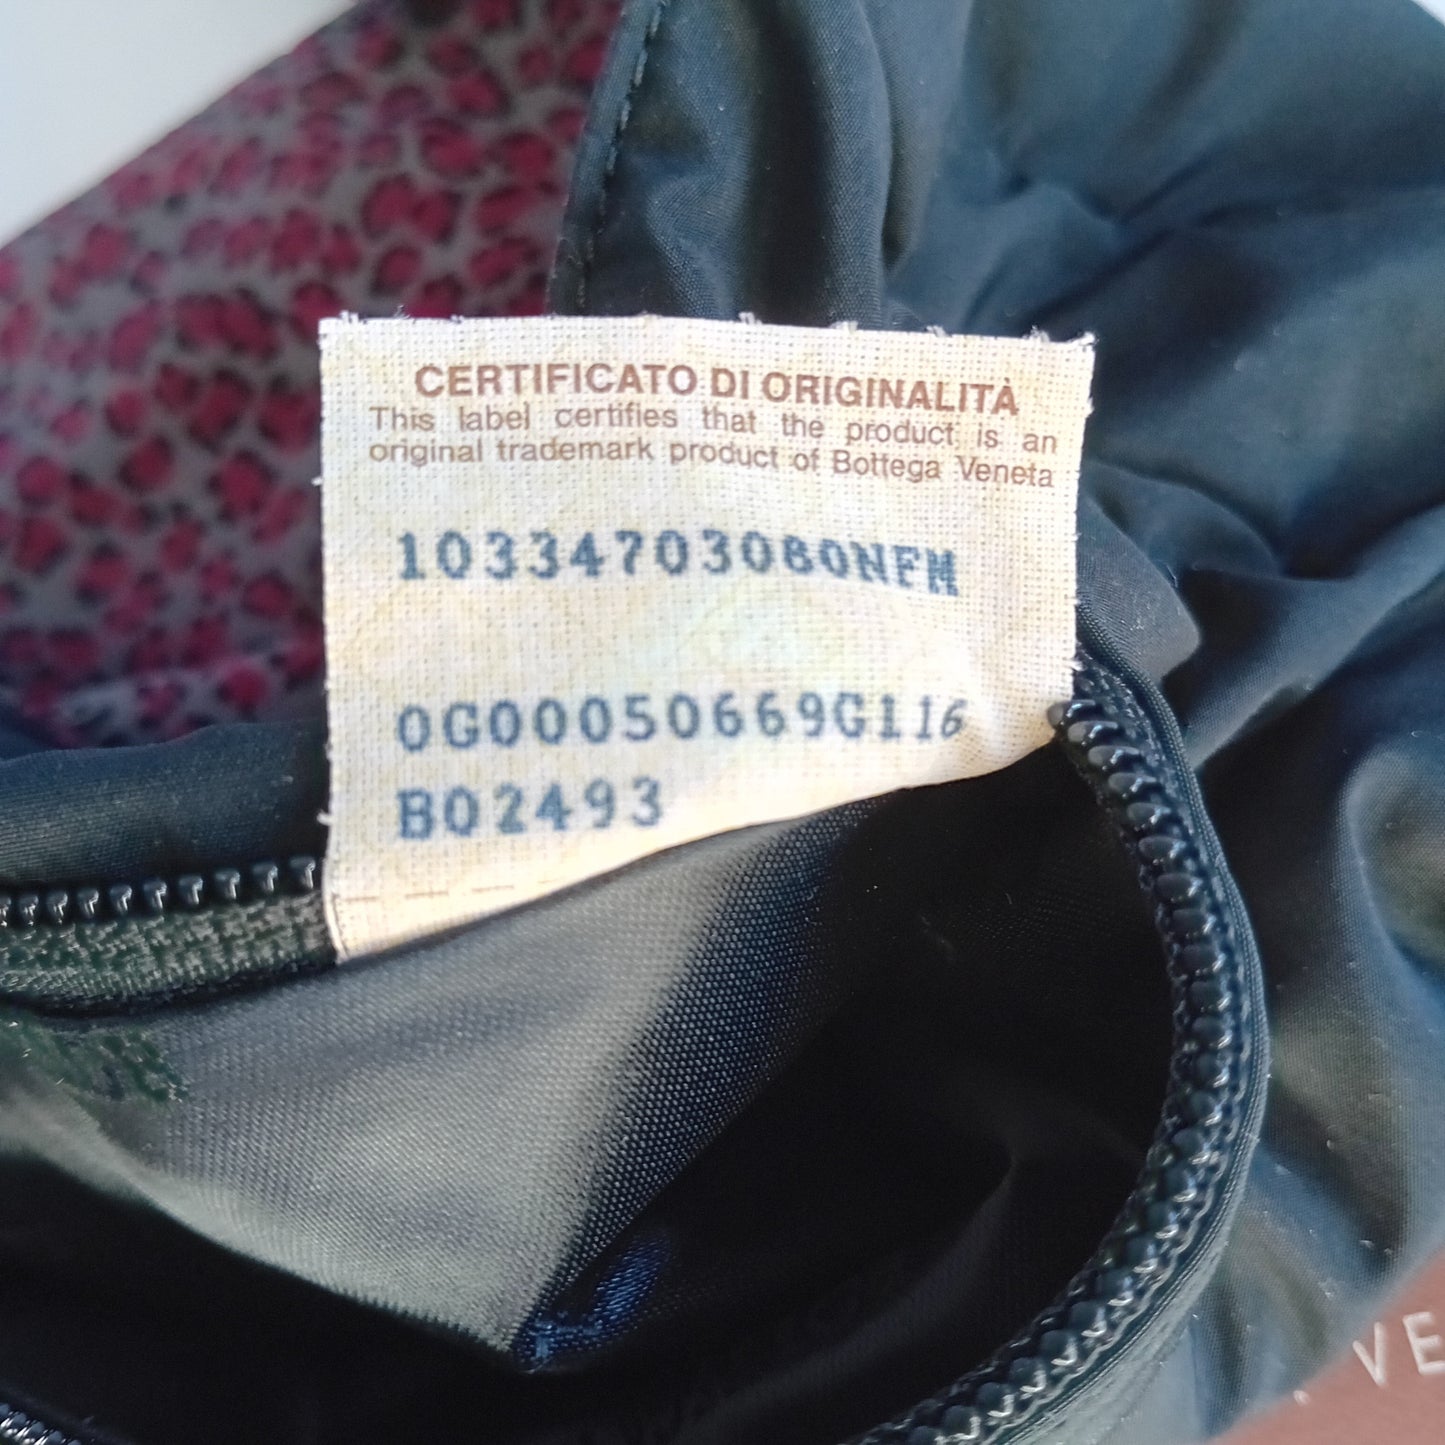 CERTIFICATO DI ORIGINALITÀ
This label certifies that the product is an
original trademark product of Bottega Veneta
10334703080NFM
0G00050669G116
B02493
VE